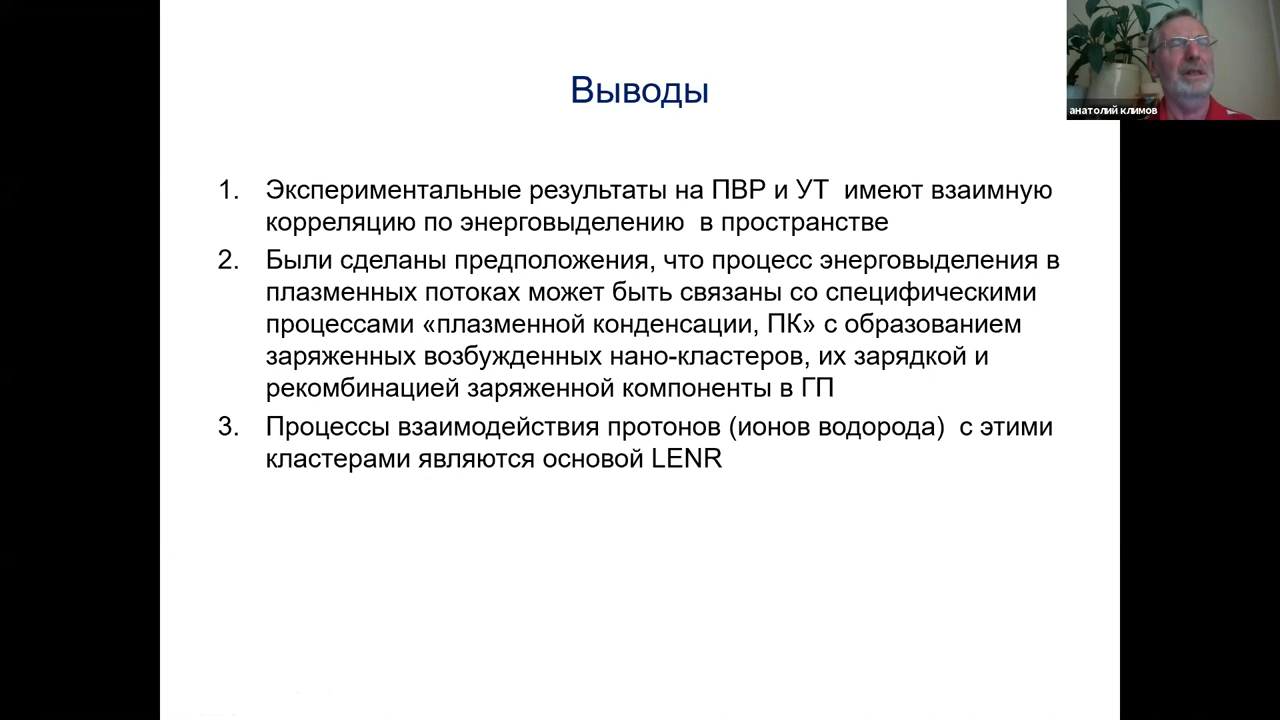 Выводы
анатолий климов
1. Экспериментальные результаты на ПВР и УТ имеют взаимную
корреляцию по энерговыделению в пространстве
2. Были сделаны предположения, что процесс энерговыделения в
плазменных потоках может быть связаны со специфическими
процессами «плазменной конденсации, ПК» с образованием
заряженных возбужденных нано-кластеров, их зарядкой и
рекомбинацией заряженной компоненты в ГП
3. Процессы взаимодействия протонов (ионов водорода) с этими
кластерами являются основой LENR